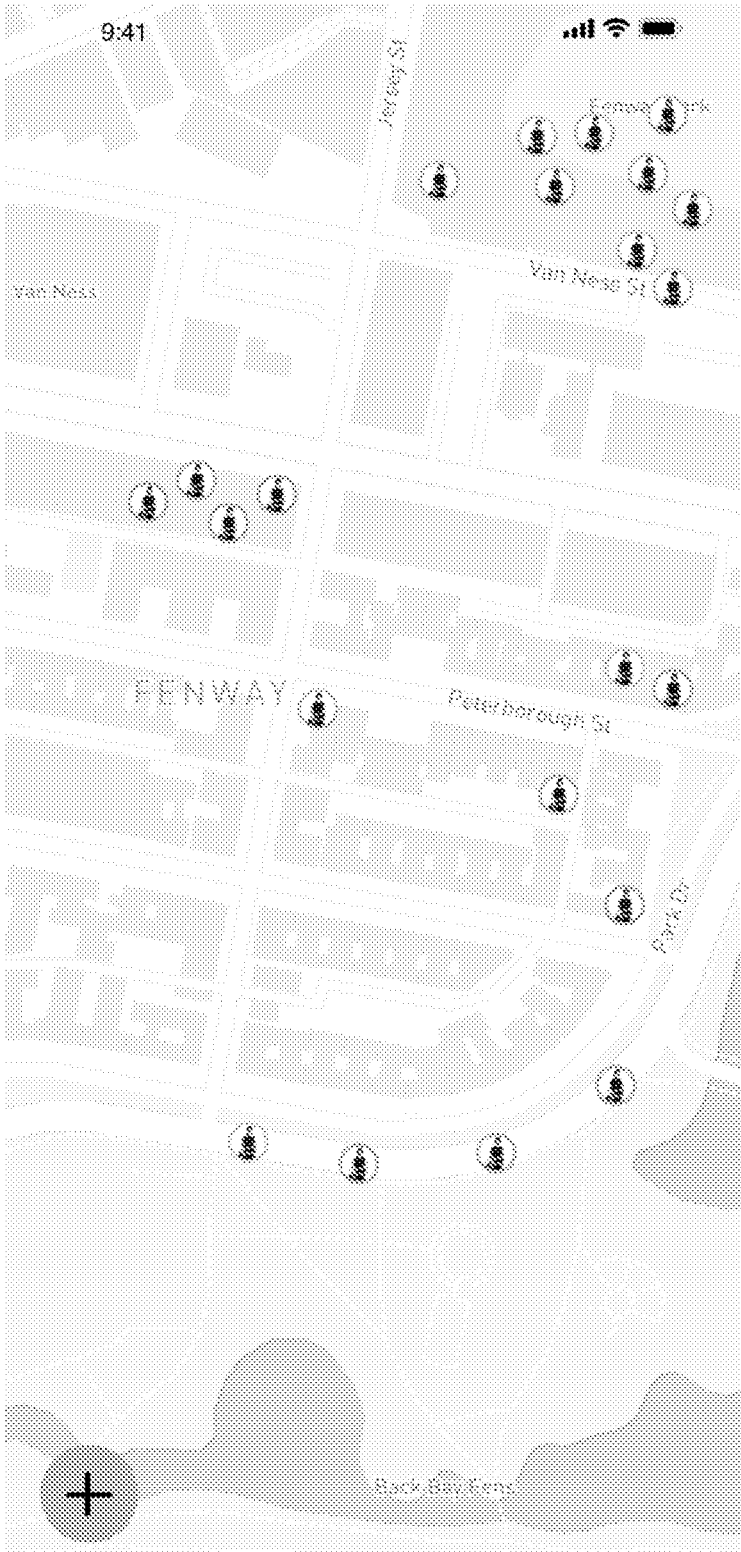 9:41
Jersey St
Fenway Park
Van Ness St
Van Ness
FENWAY
Peterborough St
Park Dr
Back Bay Fens